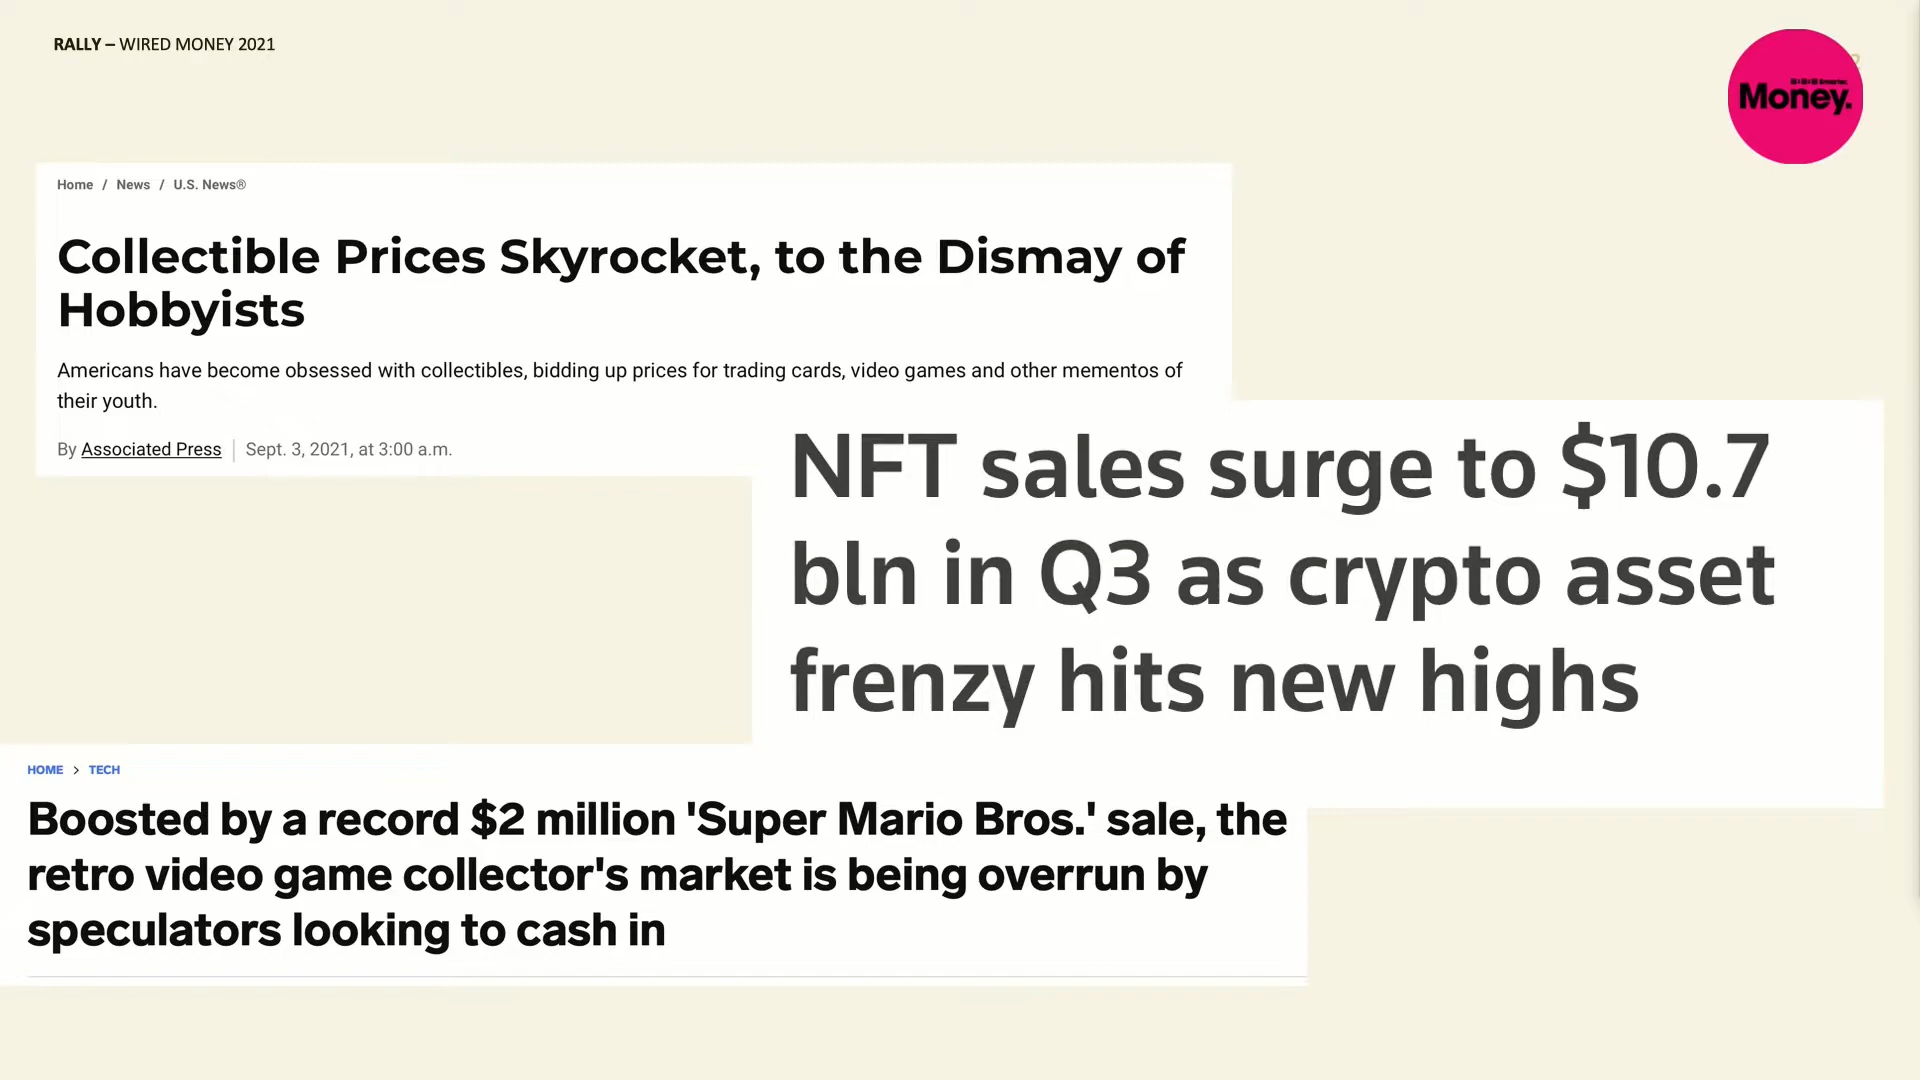 RALLY – WIRED MONEY 2021
Money.
Home / News / U.S. News®
Collectible Prices Skyrocket, to the Dismay of
Hobbyists
Americans have become obsessed with collectibles, bidding up prices for trading cards, video games and other mementos of
their youth.
By Associated Press | Sept. 3, 2021, at 3:00 a.m.
NFT sales surge to $10.7
bln in Q3 as crypto asset
frenzy hits new highs
HOME > TECH
Boosted by a record $2 million 'Super Mario Bros.' sale, the
retro video game collector's market is being overrun by
speculators looking to cash in